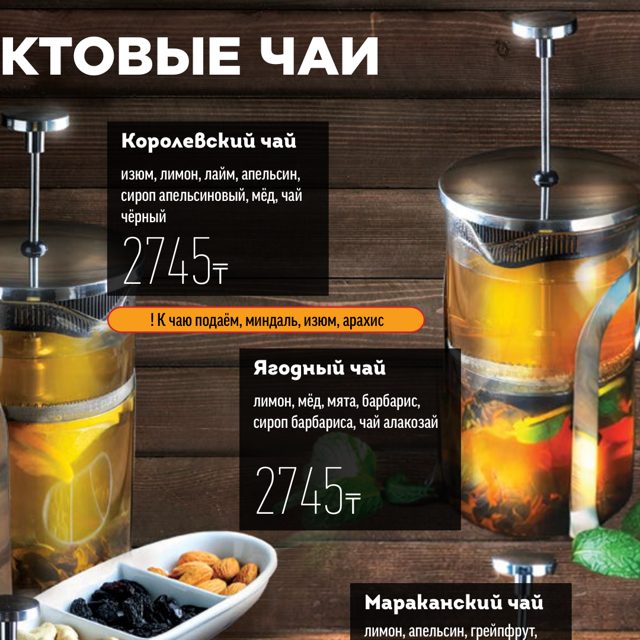 КТОВЫЕ ЧАИ
Королевский чай
изюм, лимон, лайм, апельсин,
сироп апельсиновый, мёд, чай
чёрный
2745₸
! К чаю подаём, миндаль, изюм, арахис
Ягодный чай
лимон, мёд, мята, барбарис,
сироп барбариса, чай алакозай
2745₸
Мараканский чай
лимон, апельсин, грейпфрут,